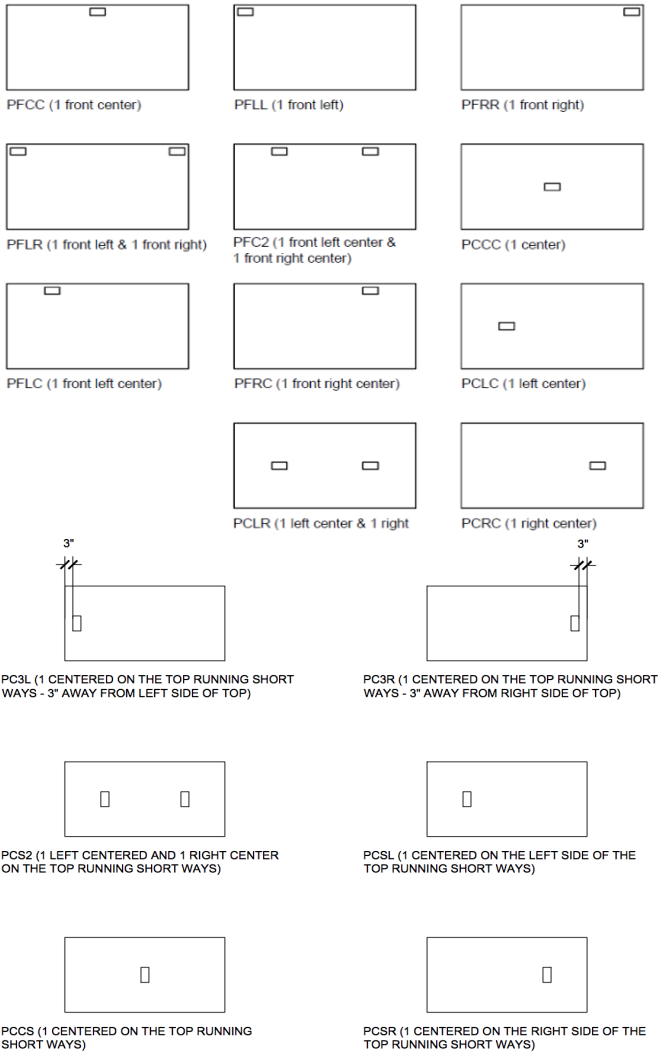 PFCC (1 front center)
PFLL (1 front left)
PFRR (1 front right)
PFLR (1 front left & 1 front right)
PFC2 (1 front left center &
1 front right center)
PCCC (1 center)
PFLC (1 front left center)
PFRC (1 front right center)
PCLC (1 left center)
PCLR (1 left center & 1 right
PCRC (1 right center)
3"
3"
PC3L (1 CENTERED ON THE TOP RUNNING SHORT
WAYS - 3" AWAY FROM LEFT SIDE OF TOP)
PC3R (1 CENTERED ON THE TOP RUNNING SHORT
WAYS - 3" AWAY FROM RIGHT SIDE OF TOP)
PCS2 (1 LEFT CENTERED AND 1 RIGHT CENTER
ON THE TOP RUNNING SHORT WAYS)
PCSL (1 CENTERED ON THE LEFT SIDE OF THE
TOP RUNNING SHORT WAYS)
PCCS (1 CENTERED ON THE TOP RUNNING
SHORT WAYS)
PCSR (1 CENTERED ON THE RIGHT SIDE OF THE
TOP RUNNING SHORT WAYS)